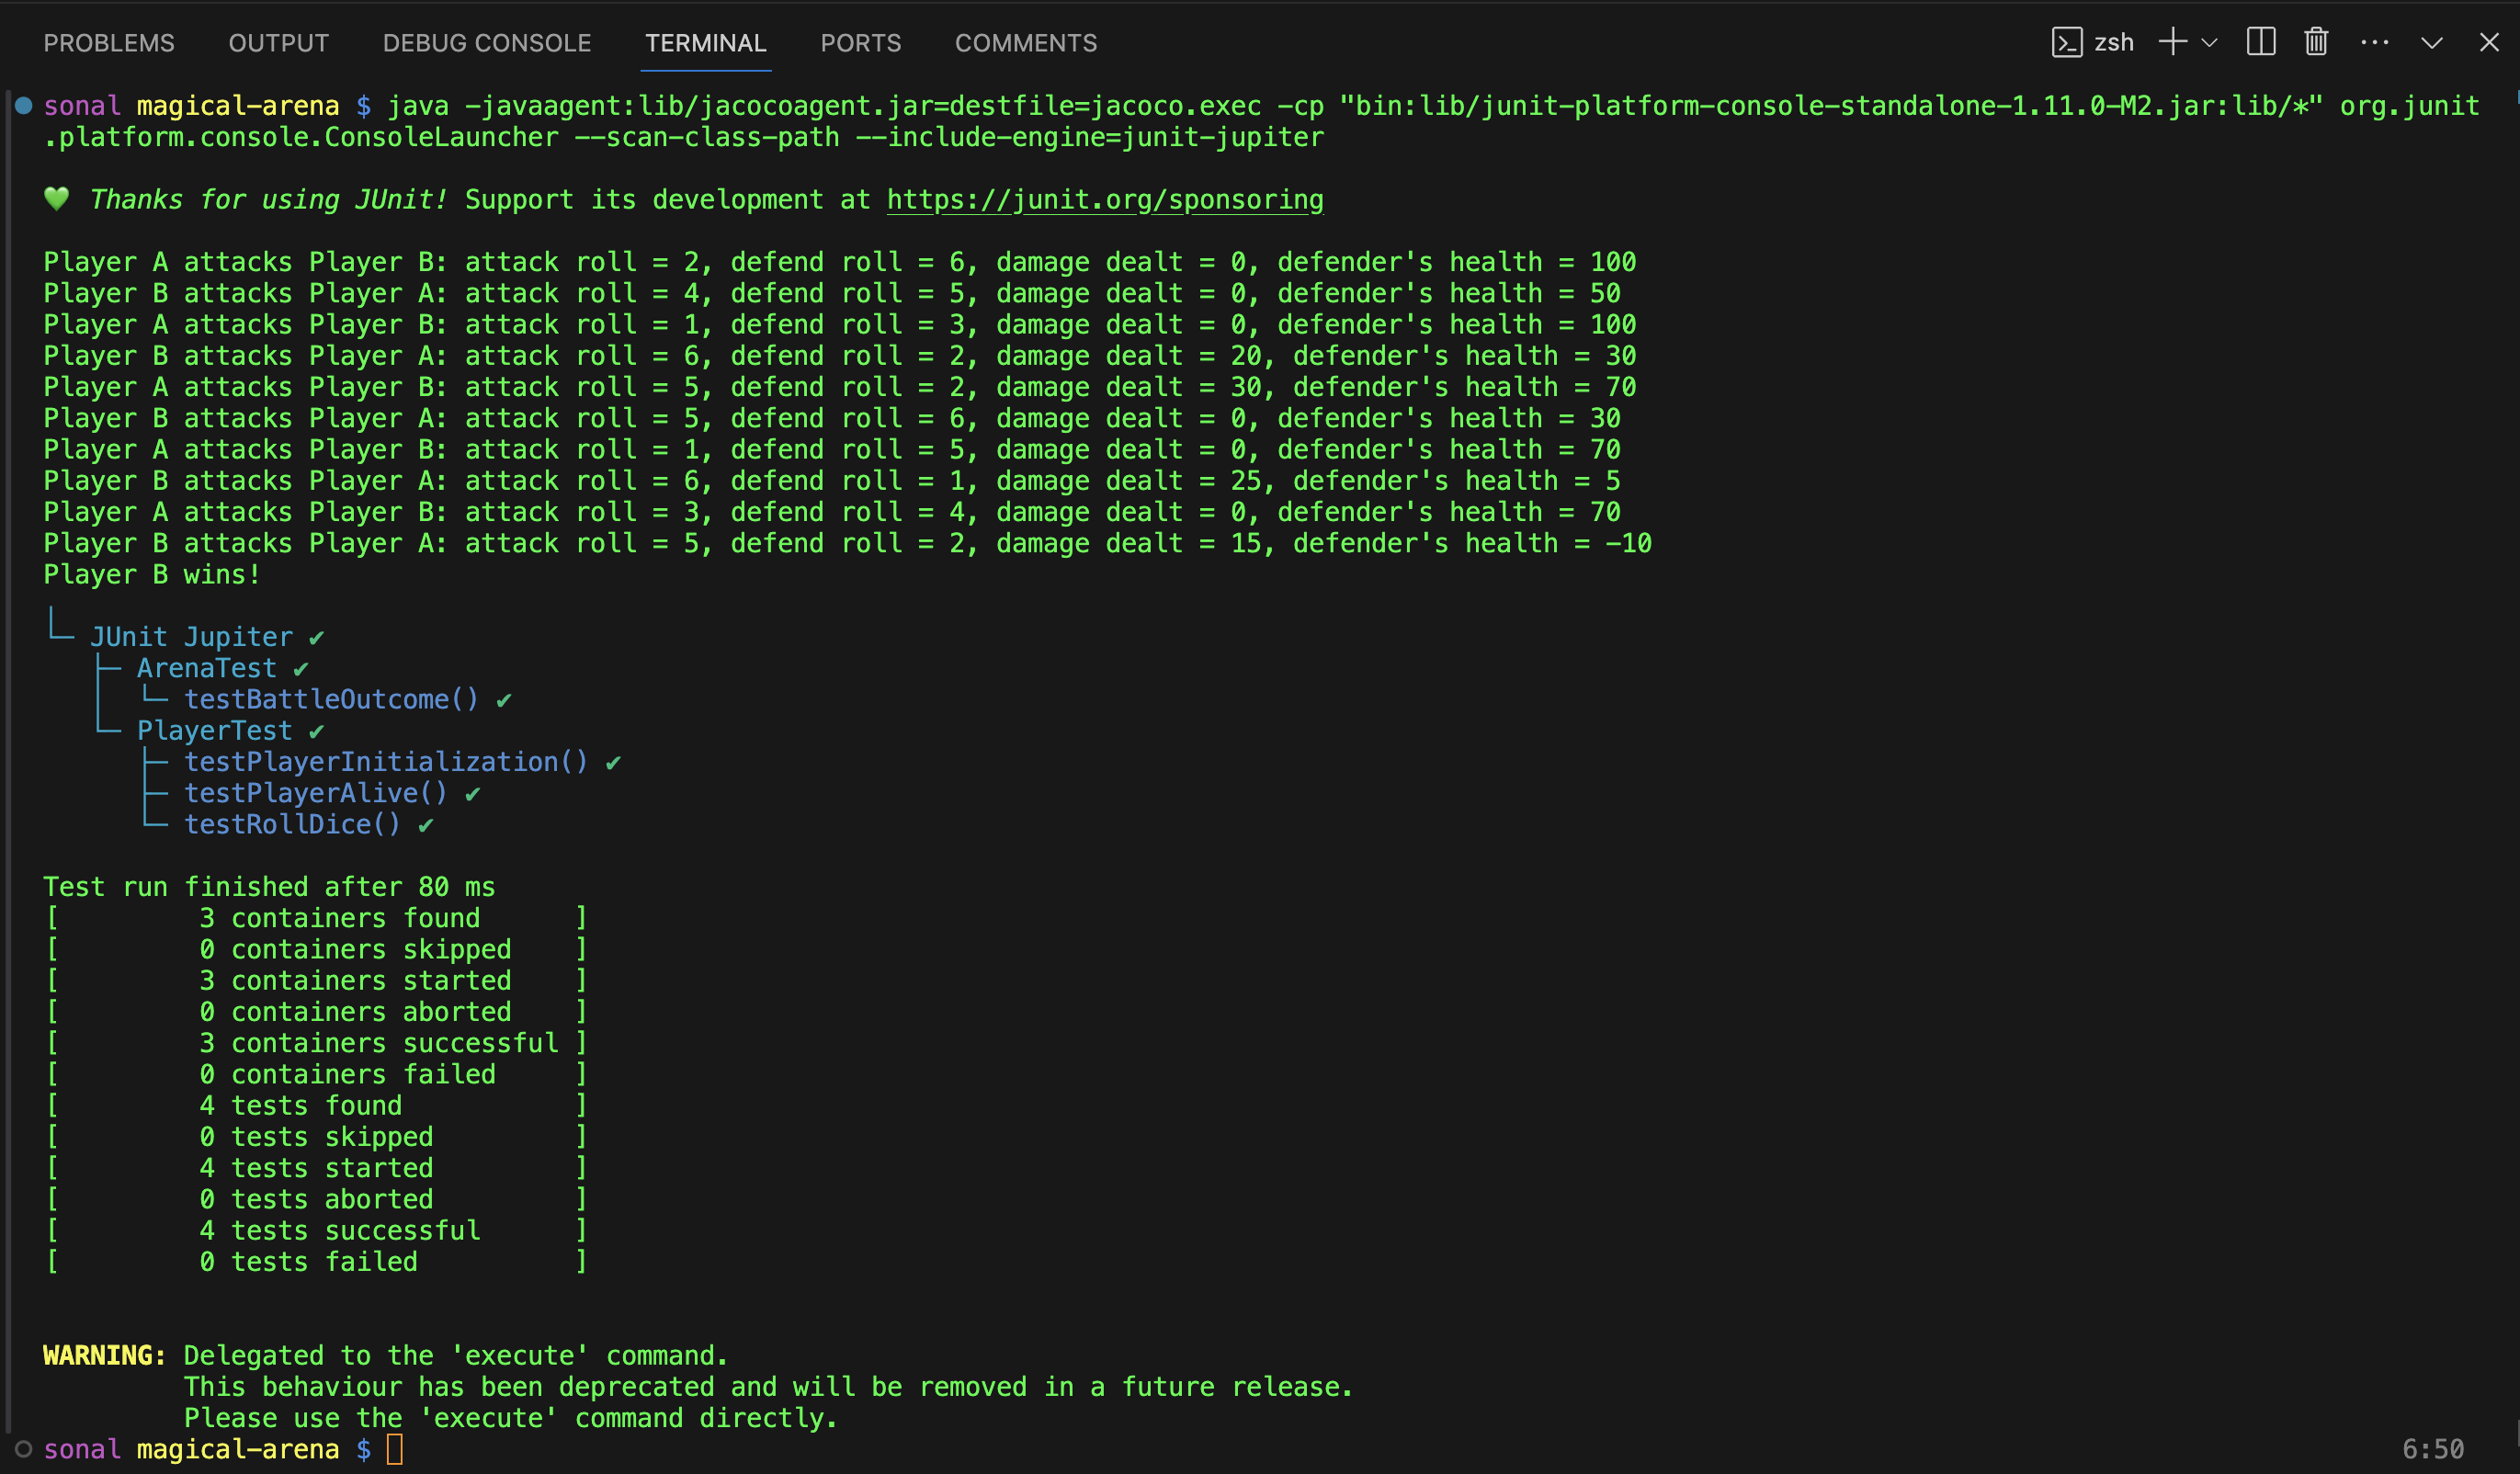 PROBLEMS OUTPUT DEBUG CONSOLE TERMINAL PORTS COMMENTS zsh
sonal magical-arena $ java -javaagent:lib/jacocoagent.jar=destfile=jacoco.exec -cp "bin:lib/junit-platform-console-standalone-1.11.0-M2.jar:lib/*" org.junit
.platform.console.ConsoleLauncher --scan-class-path --include-engine=junit-jupiter
💚 Thanks for using JUnit! Support its development at https://junit.org/sponsoring
Player A attacks Player B: attack roll = 2, defend roll = 6, damage dealt = 0, defender's health = 100
Player B attacks Player A: attack roll = 4, defend roll = 5, damage dealt = 0, defender's health = 50
Player A attacks Player B: attack roll = 1, defend roll = 3, damage dealt = 0, defender's health = 100
Player B attacks Player A: attack roll = 6, defend roll = 2, damage dealt = 20, defender's health = 30
Player A attacks Player B: attack roll = 5, defend roll = 2, damage dealt = 30, defender's health = 70
Player B attacks Player A: attack roll = 5, defend roll = 6, damage dealt = 0, defender's health = 30
Player A attacks Player B: attack roll = 1, defend roll = 5, damage dealt = 0, defender's health = 70
Player B attacks Player A: attack roll = 6, defend roll = 1, damage dealt = 25, defender's health = 5
Player A attacks Player B: attack roll = 3, defend roll = 4, damage dealt = 0, defender's health = 70
Player B attacks Player A: attack roll = 5, defend roll = 2, damage dealt = 15, defender's health = -10
Player B wins!
╷
└─ JUnit Jupiter ✔
   ├─ ArenaTest ✔
   │  └─ testBattleOutcome() ✔
   └─ PlayerTest ✔
      ├─ testPlayerInitialization() ✔
      ├─ testPlayerAlive() ✔
      └─ testRollDice() ✔
Test run finished after 80 ms
[         3 containers found      ]
[         0 containers skipped    ]
[         3 containers started    ]
[         0 containers aborted    ]
[         3 containers successful ]
[         0 containers failed     ]
[         4 tests found           ]
[         0 tests skipped         ]
[         4 tests started         ]
[         0 tests aborted         ]
[         4 tests successful      ]
[         0 tests failed          ]
WARNING: Delegated to the 'execute' command.
         This behaviour has been deprecated and will be removed in a future release.
         Please use the 'execute' command directly.
sonal magical-arena $
6:50